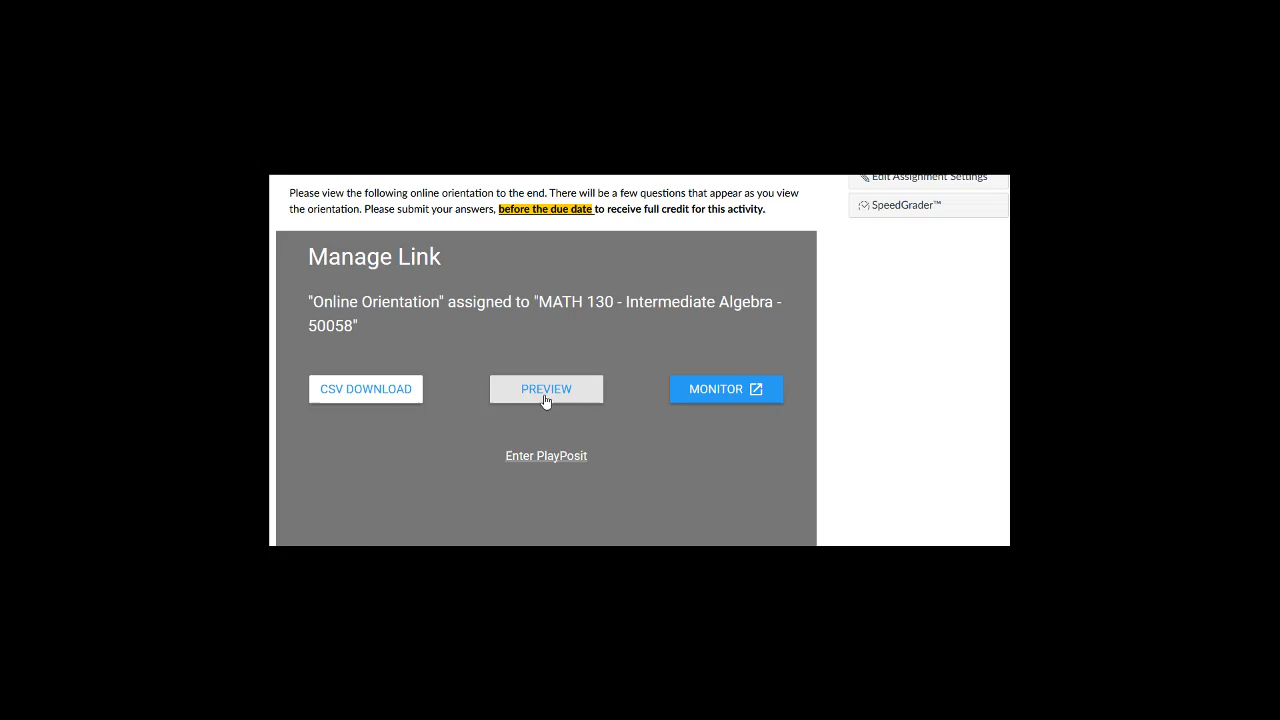 Edit Assignment Settings
Please view the following online orientation to the end. There will be a few questions that appear as you view
the orientation. Please submit your answers, before the due date to receive full credit for this activity.
SpeedGrader™
Manage Link
"Online Orientation" assigned to "MATH 130 - Intermediate Algebra -
50058"
CSV DOWNLOAD
PREVIEW
MONITOR
Enter PlayPosit